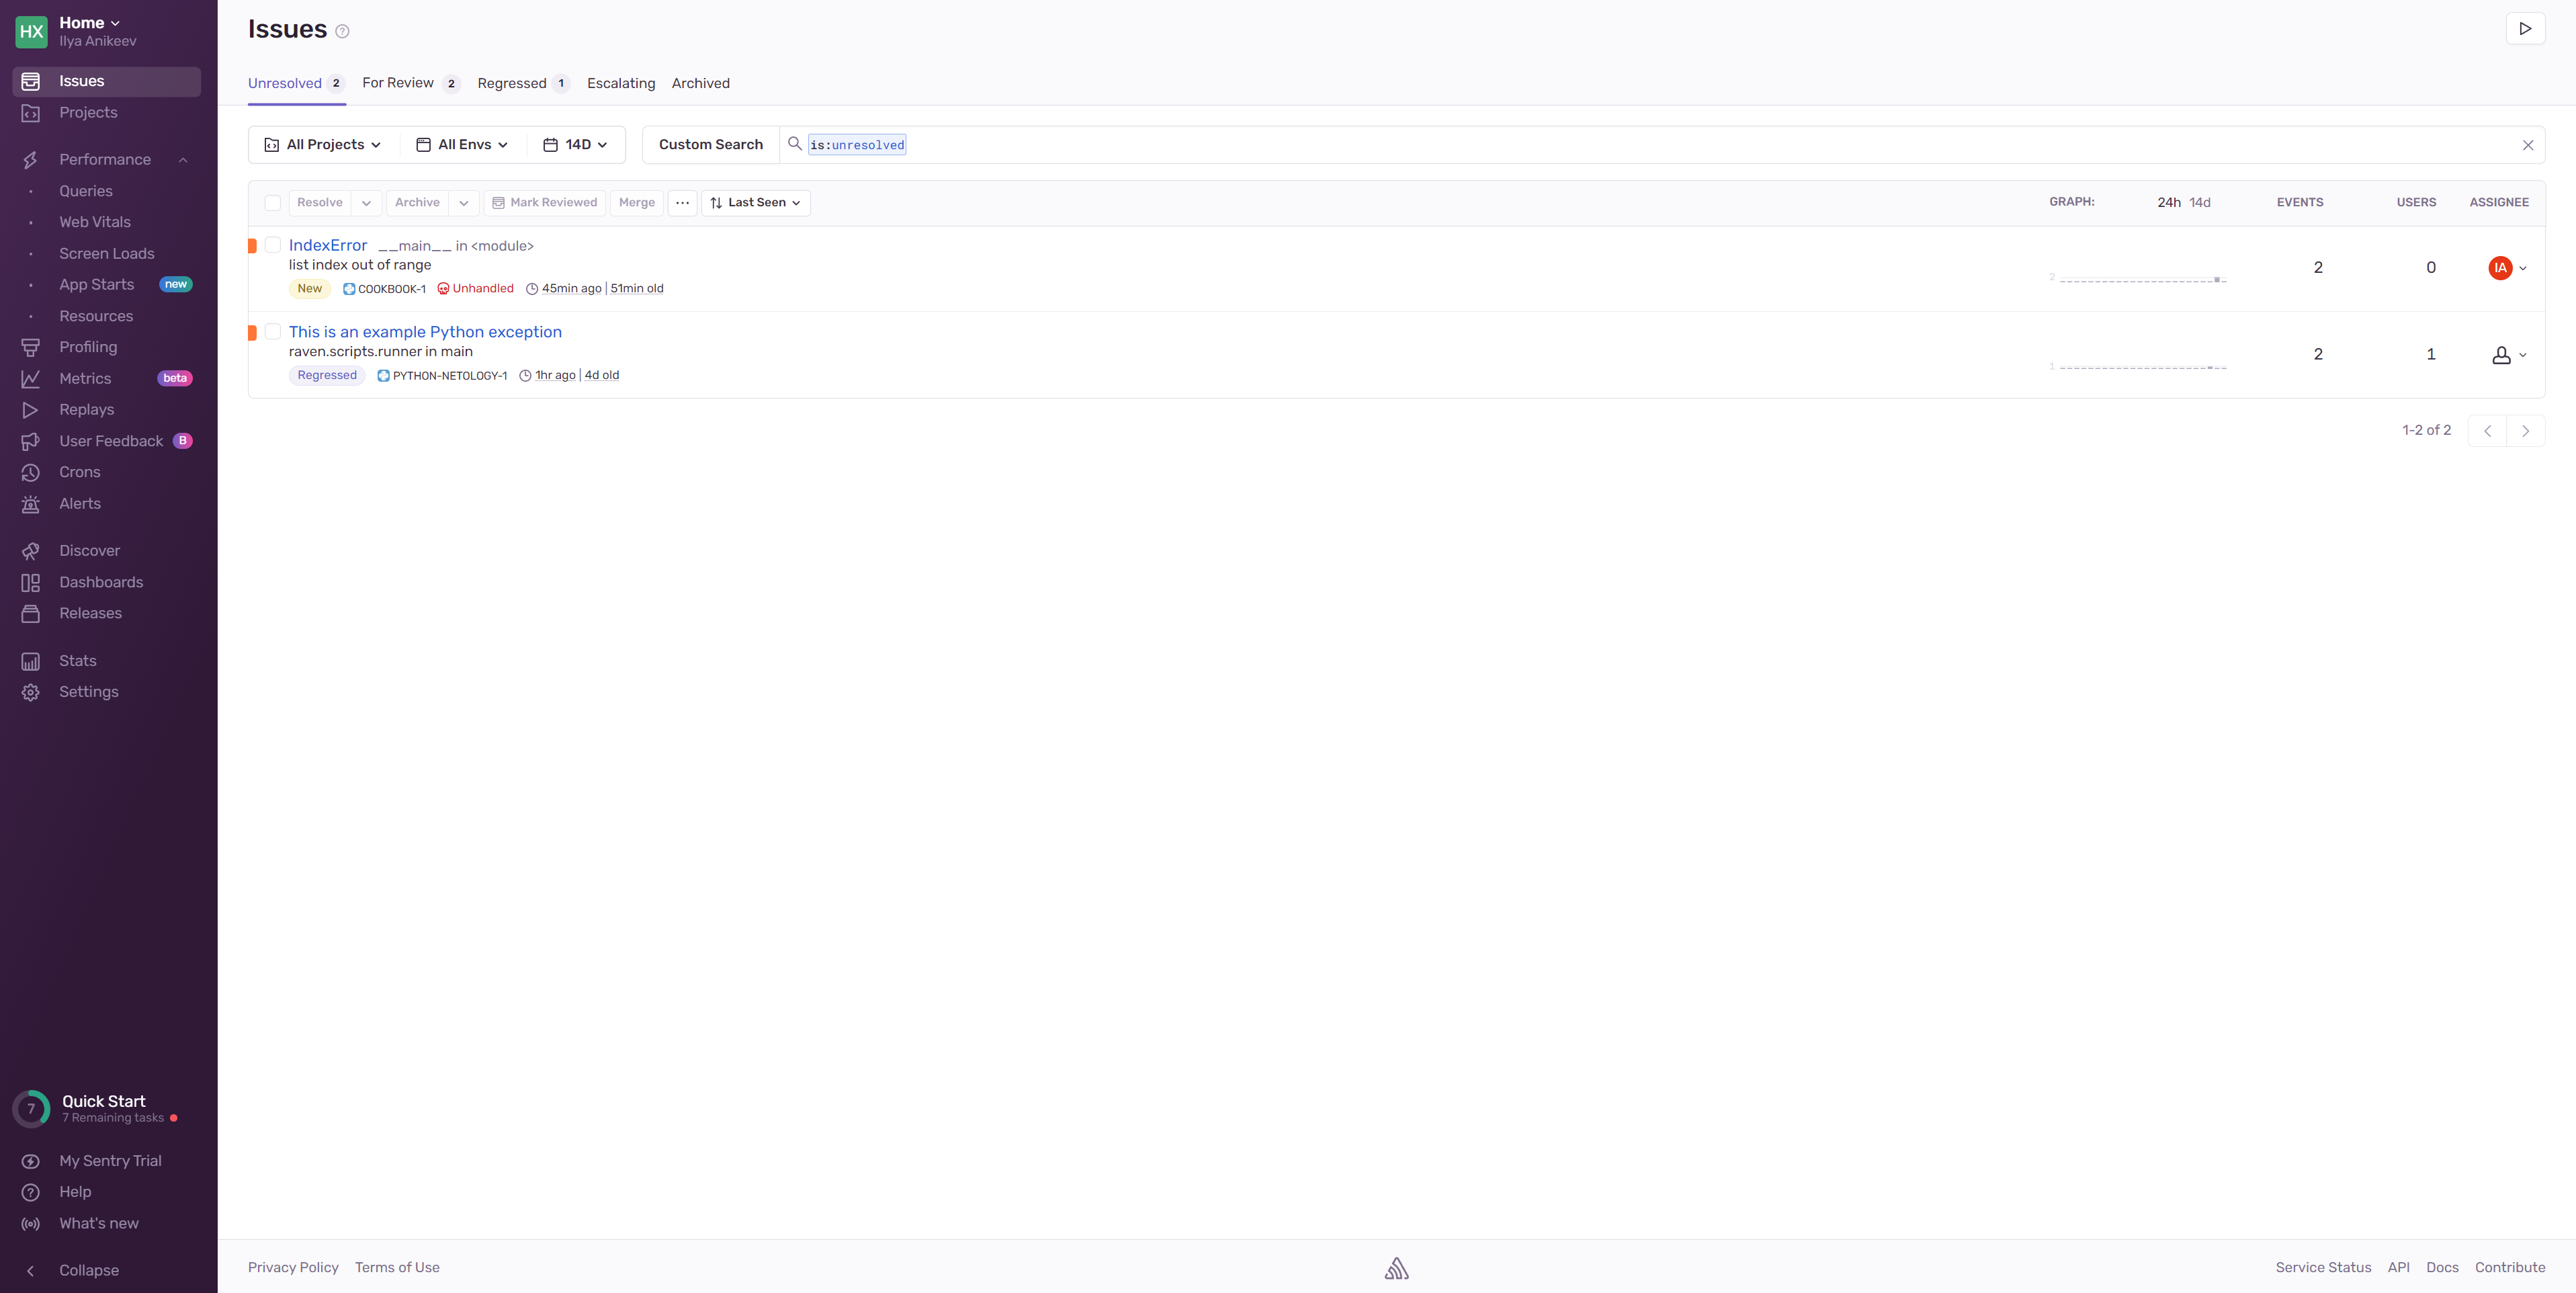 HX
Home
Ilya Anikeev
Issues
Projects
Performance
Queries
Web Vitals
Screen Loads
App Starts new
Resources
Profiling
Metrics beta
Replays
User Feedback B
Crons
Alerts
Discover
Dashboards
Releases
Stats
Settings
7
Quick Start
7 Remaining tasks
My Sentry Trial
Help
What's new
Collapse
Issues ?
Unresolved 2 For Review 2 Regressed 1 Escalating Archived
All Projects All Envs 14D Custom Search is:unresolved
Resolve Archive Mark Reviewed Merge ... Last Seen GRAPH: 24h 14d EVENTS USERS ASSIGNEE
IndexError __main__ in <module>
list index out of range
New COOKBOOK-1 Unhandled 45min ago | 51min old
2 2 0 IA
This is an example Python exception
raven.scripts.runner in main
Regressed PYTHON-NETOLOGY-1 1hr ago | 4d old
1 2 1
1-2 of 2
Privacy Policy Terms of Use Service Status API Docs Contribute